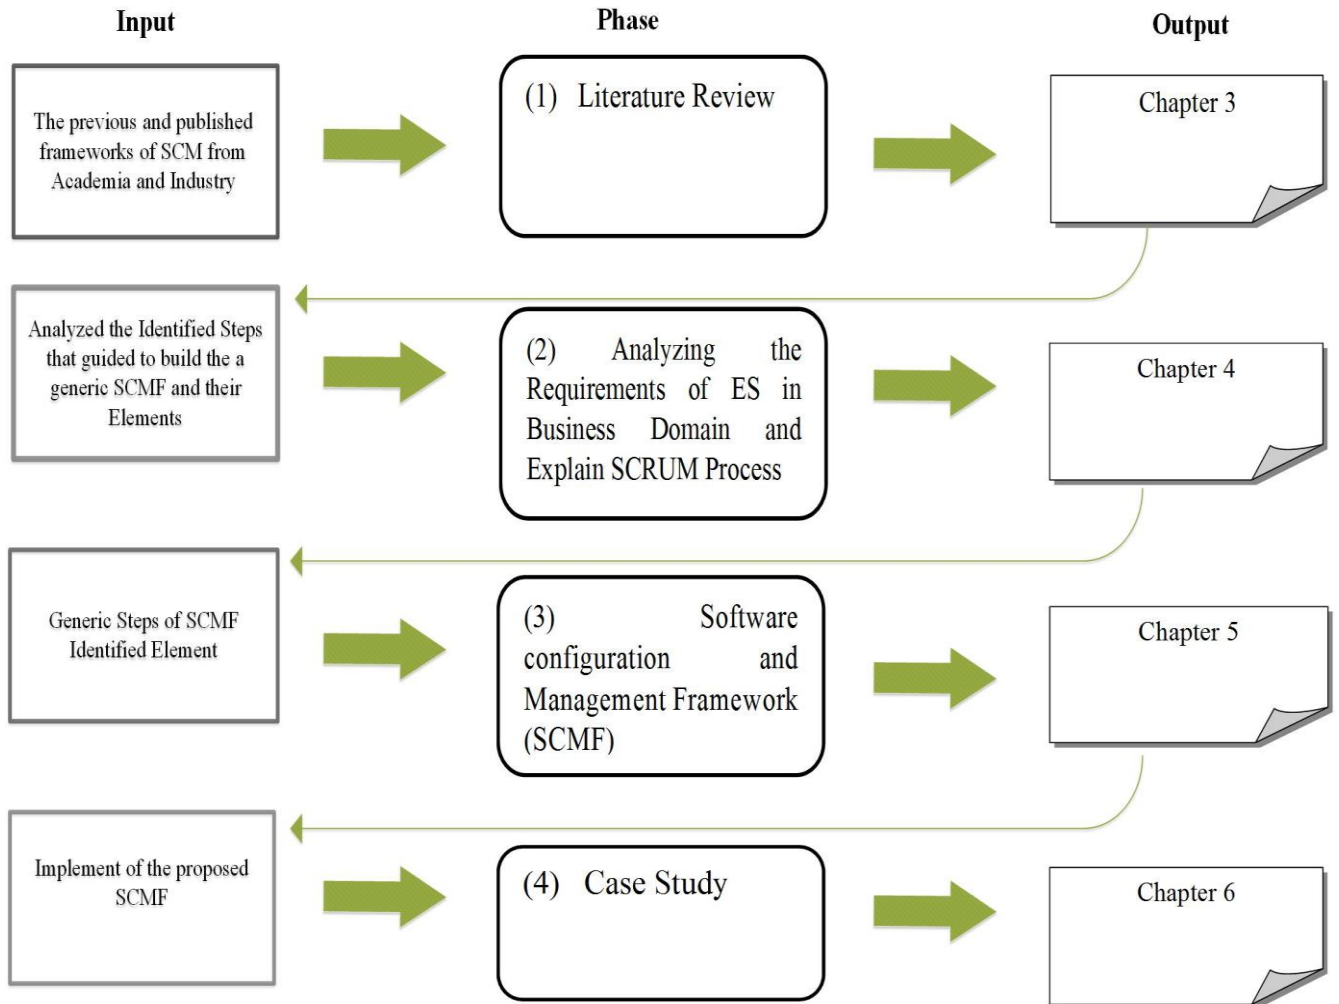 Input
Phase
Output
The previous and published
frameworks of SCM from
Academia and Industry
(1) Literature Review
Chapter 3
Analyzed the Identified Steps
that guided to build the a
generic SCMF and their
Elements
(2) Analyzing the
Requirements of ES in
Business Domain and
Explain SCRUM Process
Chapter 4
Generic Steps of SCMF
Identified Element
(3) Software
configuration and
Management Framework
(SCMF)
Chapter 5
Implement of the proposed
SCMF
(4) Case Study
Chapter 6